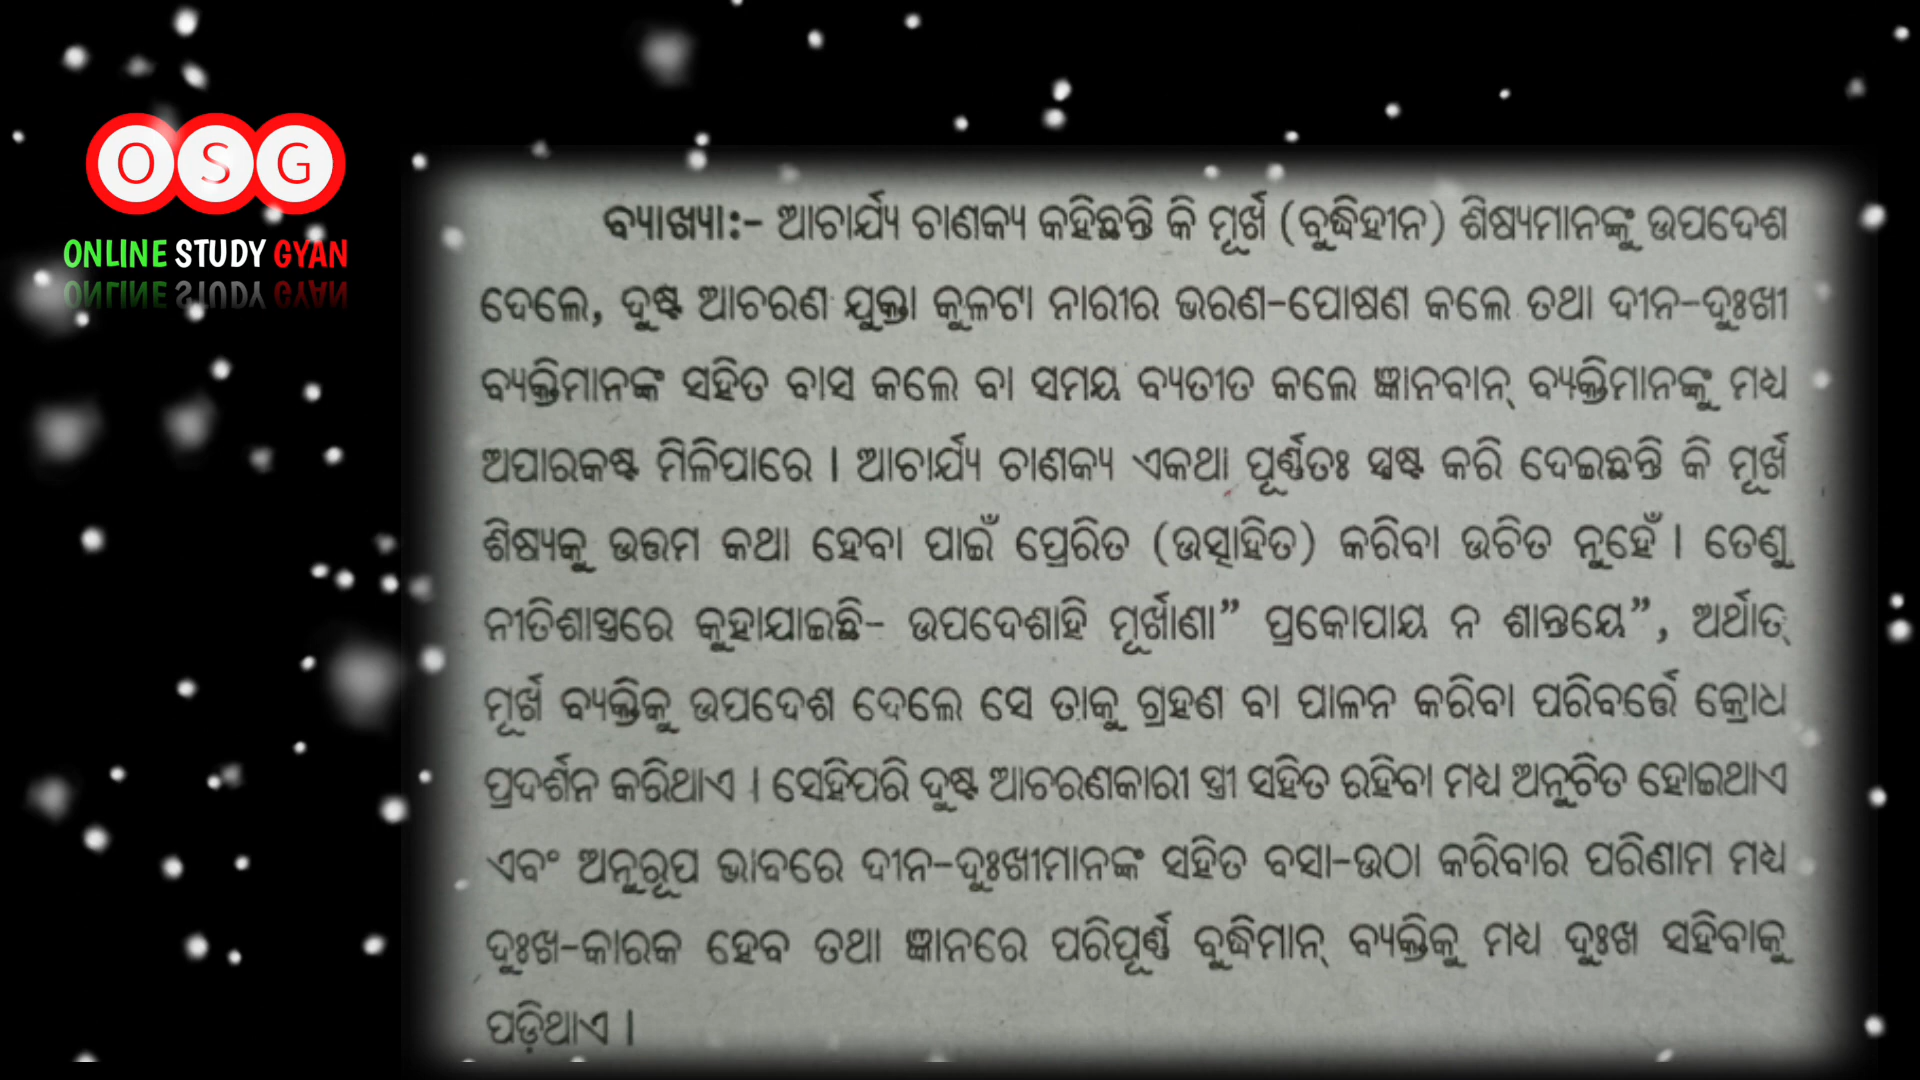 OSG
ONLINE STUDY GYAN
ବ୍ୟାଖ୍ୟା:- ଆଚାର୍ଯ୍ୟ ଚାଣକ୍ୟ କହିଛନ୍ତି କି ମୂର୍ଖ (ବୁଦ୍ଧିହୀନ) ଶିଷ୍ୟମାନଙ୍କୁ ଉପଦେଶ
ଦେଲେ, ଦୁଷ୍ଟ ଆଚରଣ ଯୁକ୍ତା କୁଳଟା ନାରୀର ଭରଣ-ପୋଷଣ କଲେ ତଥା ଦୀନ-ଦୁଃଖୀ
ବ୍ୟକ୍ତିମାନଙ୍କ ସହିତ ବାସ କଲେ ବା ସମୟ ବ୍ୟତୀତ କଲେ ଜ୍ଞାନବାନ୍ ବ୍ୟକ୍ତିମାନଙ୍କୁ ମଧ୍ୟ
ଅପାରକଷ୍ଟ ମିଳିପାରେ । ଆଚାର୍ଯ୍ୟ ଚାଣକ୍ୟ ଏକଥା ପୂର୍ଣ୍ଣତଃ ସ୍ପଷ୍ଟ କରି ଦେଇଛନ୍ତି କି ମୂର୍ଖ
ଶିଷ୍ୟକୁ ଉତ୍ତମ କଥା ହେବା ପାଇଁ ପ୍ରେରିତ (ଉତ୍ସାହିତ) କରିବା ଉଚିତ ନୁହେଁ । ତେଣୁ
ନୀତିଶାସ୍ତ୍ରରେ କୁହାଯାଇଛି- ଉପଦେଶାହି ମୂର୍ଖାଣା” ପ୍ରକୋପାୟ ନ ଶାନ୍ତୟେ”, ଅର୍ଥାତ୍
ମୂର୍ଖ ବ୍ୟକ୍ତିକୁ ଉପଦେଶ ଦେଲେ ସେ ତାକୁ ଗ୍ରହଣ ବା ପାଳନ କରିବା ପରିବର୍ତ୍ତେ କ୍ରୋଧ
ପ୍ରଦର୍ଶନ କରିଥାଏ । ସେହିପରି ଦୁଷ୍ଟ ଆଚରଣକାରୀ ସ୍ତ୍ରୀ ସହିତ ରହିବା ମଧ୍ୟ ଅନୁଚିତ ହୋଇଥାଏ
ଏବଂ ଅନୁରୂପ ଭାବରେ ଦୀନ-ଦୁଃଖୀମାନଙ୍କ ସହିତ ବସା-ଉଠା କରିବାର ପରିଣାମ ମଧ୍ୟ
ଦୁଃଖ-କାରକ ହେବ ତଥା ଜ୍ଞାନରେ ପରିପୂର୍ଣ୍ଣ ବୁଦ୍ଧିମାନ୍ ବ୍ୟକ୍ତିକୁ ମଧ୍ୟ ଦୁଃଖ ସହିବାକୁ
ପଡ଼ିଥାଏ ।